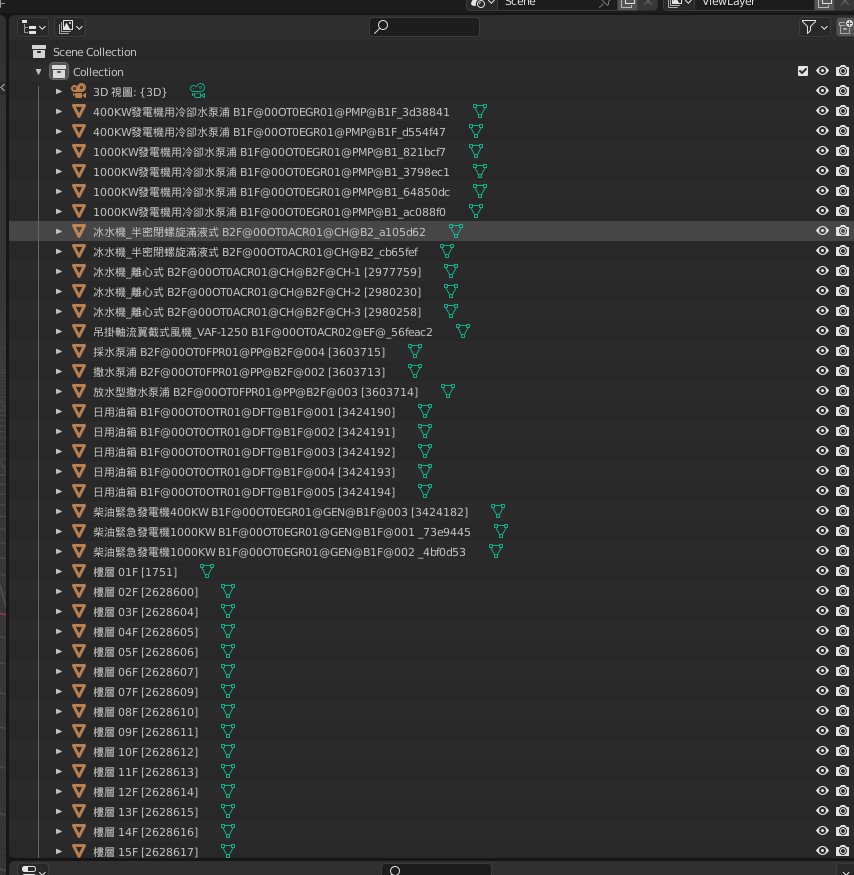 Scene
ViewLayer
Scene Collection
Collection
3D 視圖: {3D}
400KW發電機用冷卻水泵浦 B1F@00OT0EGR01@PMP@B1F_3d38841
400KW發電機用冷卻水泵浦 B1F@00OT0EGR01@PMP@B1F_d554f47
1000KW發電機用冷卻水泵浦 B1F@00OT0EGR01@PMP@B1_821bcf7
1000KW發電機用冷卻水泵浦 B1F@00OT0EGR01@PMP@B1_3798ec1
1000KW發電機用冷卻水泵浦 B1F@00OT0EGR01@PMP@B1_64850dc
1000KW發電機用冷卻水泵浦 B1F@00OT0EGR01@PMP@B1_ac088f0
冰水機_半密閉螺旋滿液式 B2F@00OT0ACR01@CH@B2_a105d62
冰水機_半密閉螺旋滿液式 B2F@00OT0ACR01@CH@B2_cb65fef
冰水機_離心式 B2F@00OT0ACR01@CH@B2F@CH-1 [2977759]
冰水機_離心式 B2F@00OT0ACR01@CH@B2F@CH-2 [2980230]
冰水機_離心式 B2F@00OT0ACR01@CH@B2F@CH-3 [2980258]
吊掛軸流翼截式風機_VAF-1250 B1F@00OT0ACR02@EF@_56feac2
採水泵浦 B2F@00OT0FPR01@PP@B2F@004 [3603715]
撒水泵浦 B2F@00OT0FPR01@PP@B2F@002 [3603713]
放水型撒水泵浦 B2F@00OT0FPR01@PP@B2F@003 [3603714]
日用油箱 B1F@00OT0OTR01@DFT@B1F@001 [3424190]
日用油箱 B1F@00OT0OTR01@DFT@B1F@002 [3424191]
日用油箱 B1F@00OT0OTR01@DFT@B1F@003 [3424192]
日用油箱 B1F@00OT0OTR01@DFT@B1F@004 [3424193]
日用油箱 B1F@00OT0OTR01@DFT@B1F@005 [3424194]
柴油緊急發電機400KW B1F@00OT0EGR01@GEN@B1F@003 [3424182]
柴油緊急發電機1000KW B1F@00OT0EGR01@GEN@B1F@001 _73e9445
柴油緊急發電機1000KW B1F@00OT0EGR01@GEN@B1F@002 _4bf0d53
樓層 01F [1751]
樓層 02F [2628600]
樓層 03F [2628604]
樓層 04F [2628605]
樓層 05F [2628606]
樓層 06F [2628607]
樓層 07F [2628609]
樓層 08F [2628610]
樓層 09F [2628611]
樓層 10F [2628612]
樓層 11F [2628613]
樓層 12F [2628614]
樓層 13F [2628615]
樓層 14F [2628616]
樓層 15F [2628617]